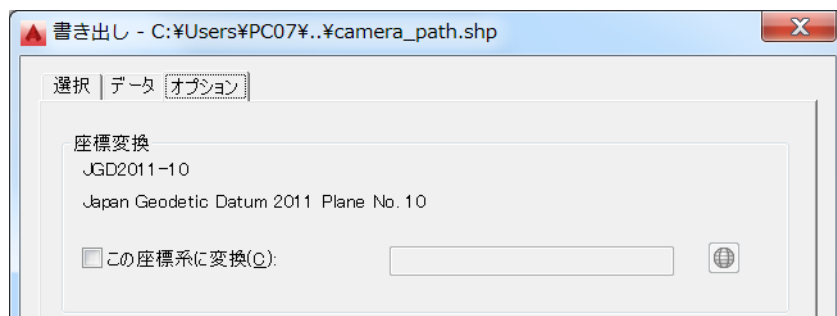 書き出し - C:¥Users¥PC07¥..¥camera_path.shp
選択 データ オプション
座標変換
JGD2011-10
Japan Geodetic Datum 2011 Plane No. 10
この座標系に変換(C):